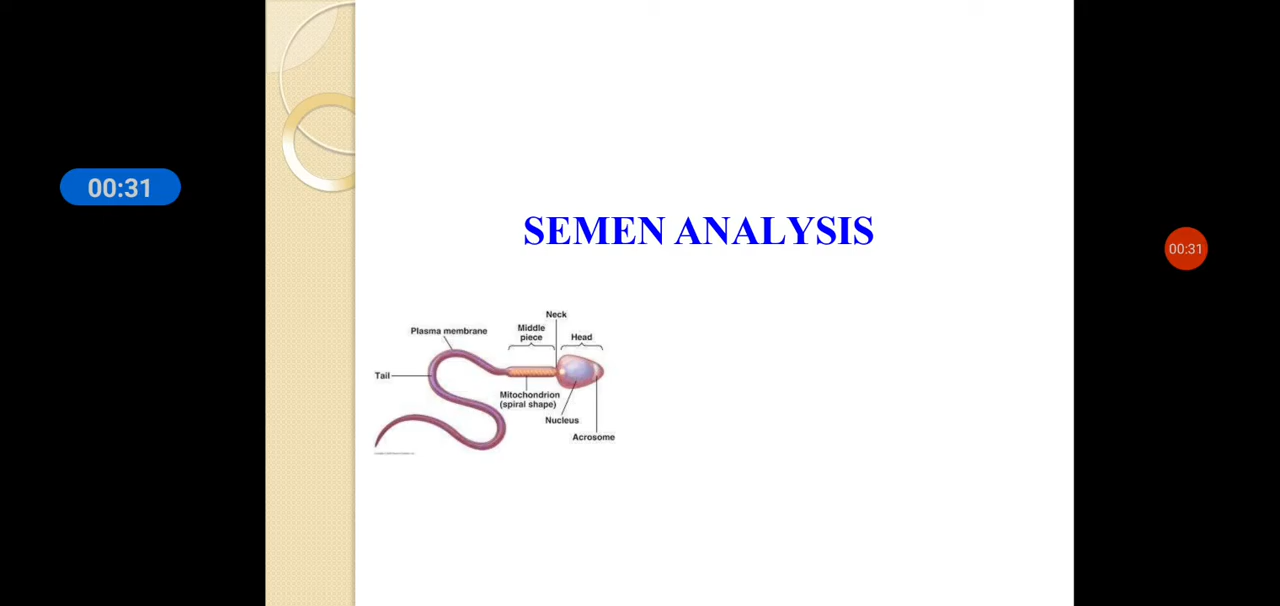 00:31
SEMEN ANALYSIS
00:31
Neck
Plasma membrane
Middle
piece
Head
Tail
Mitochondrion
(spiral shape)
Nucleus
Acrosome